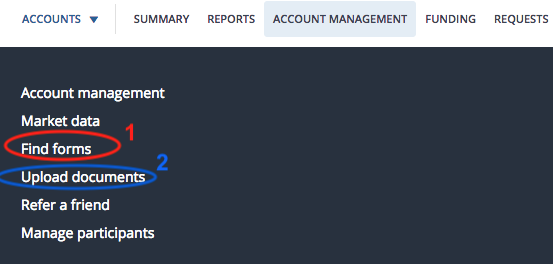 ACCOUNTS ▼ SUMMARY REPORTS ACCOUNT MANAGEMENT FUNDING REQUESTS
Account management
Market data
Find forms 1
Upload documents 2
Refer a friend
Manage participants